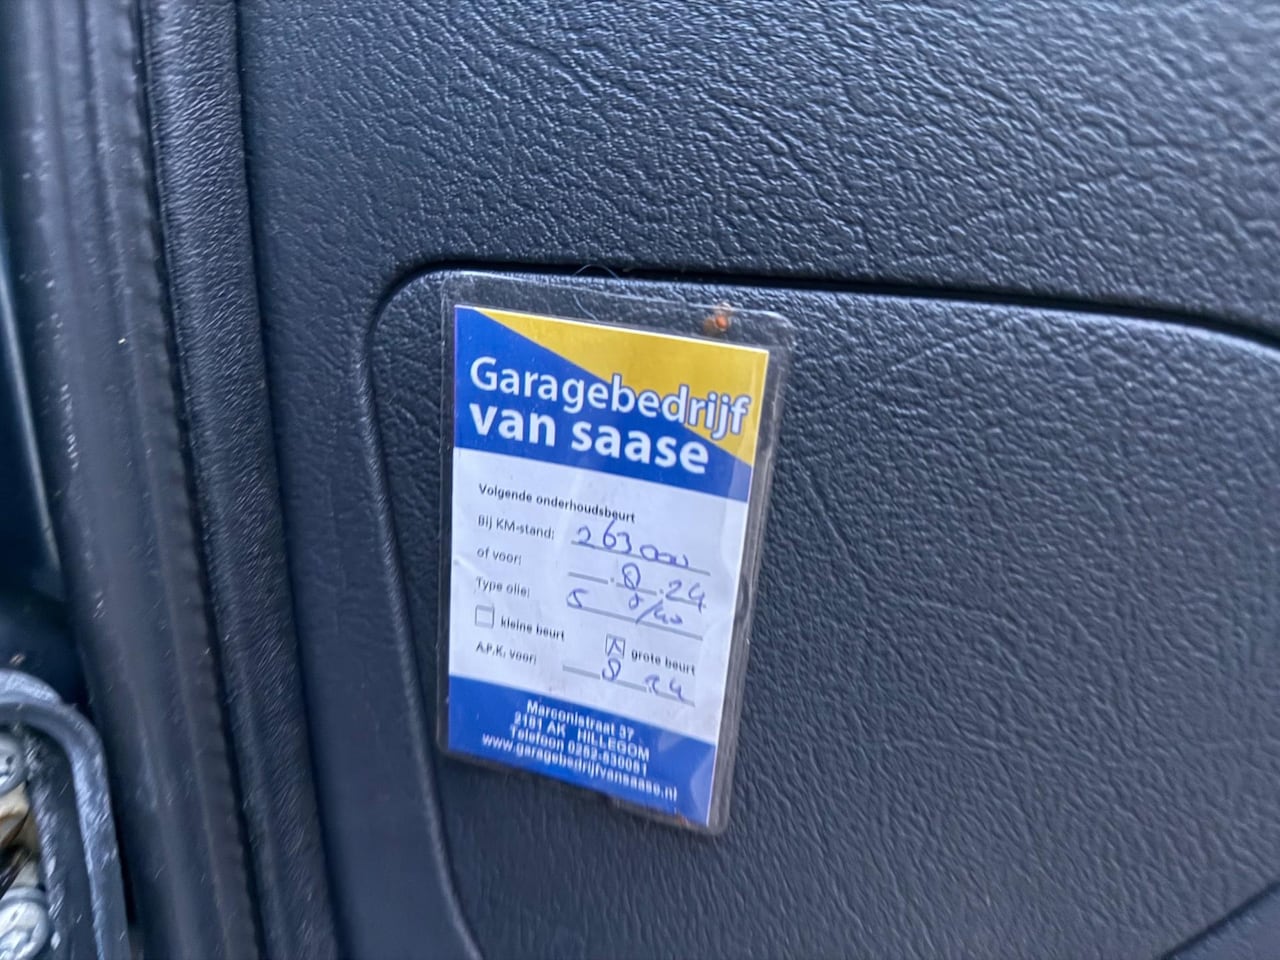 Garagebedrijf
van saase
Volgende onderhoudsbeurt
Bij KM-stand: 263000
of voor: 8.24
Type olie: 5 /40
kleine beurt
grote beurt
A.P.K. voor: 8 24
Marconistraat 37
2181 AK HILLEGOM
Telefoon 0252-530081
www.garagebedrijfvansaase.nl